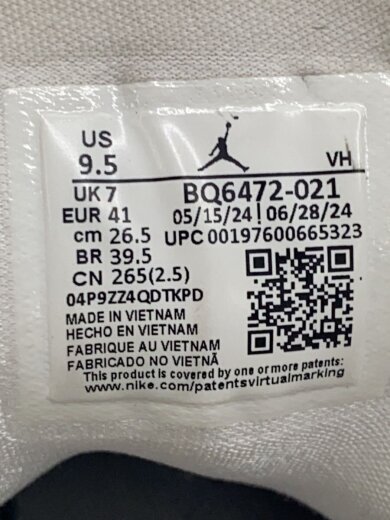 US
9.5
VH
UK 7
BQ6472-021
EUR 41
05/15/24 | 06/28/24
cm 26.5
UPC 00197600665323
BR 39.5
CN 265(2.5)
04P9ZZ4QDTKPD
MADE IN VIETNAM
HECHO EN VIETNAM
FABRIQUE AU VIETNAM
FABRICADO NO VIETNÃ
This product is covered by one or more patents:
www.nike.com/patentsvirtualmarking